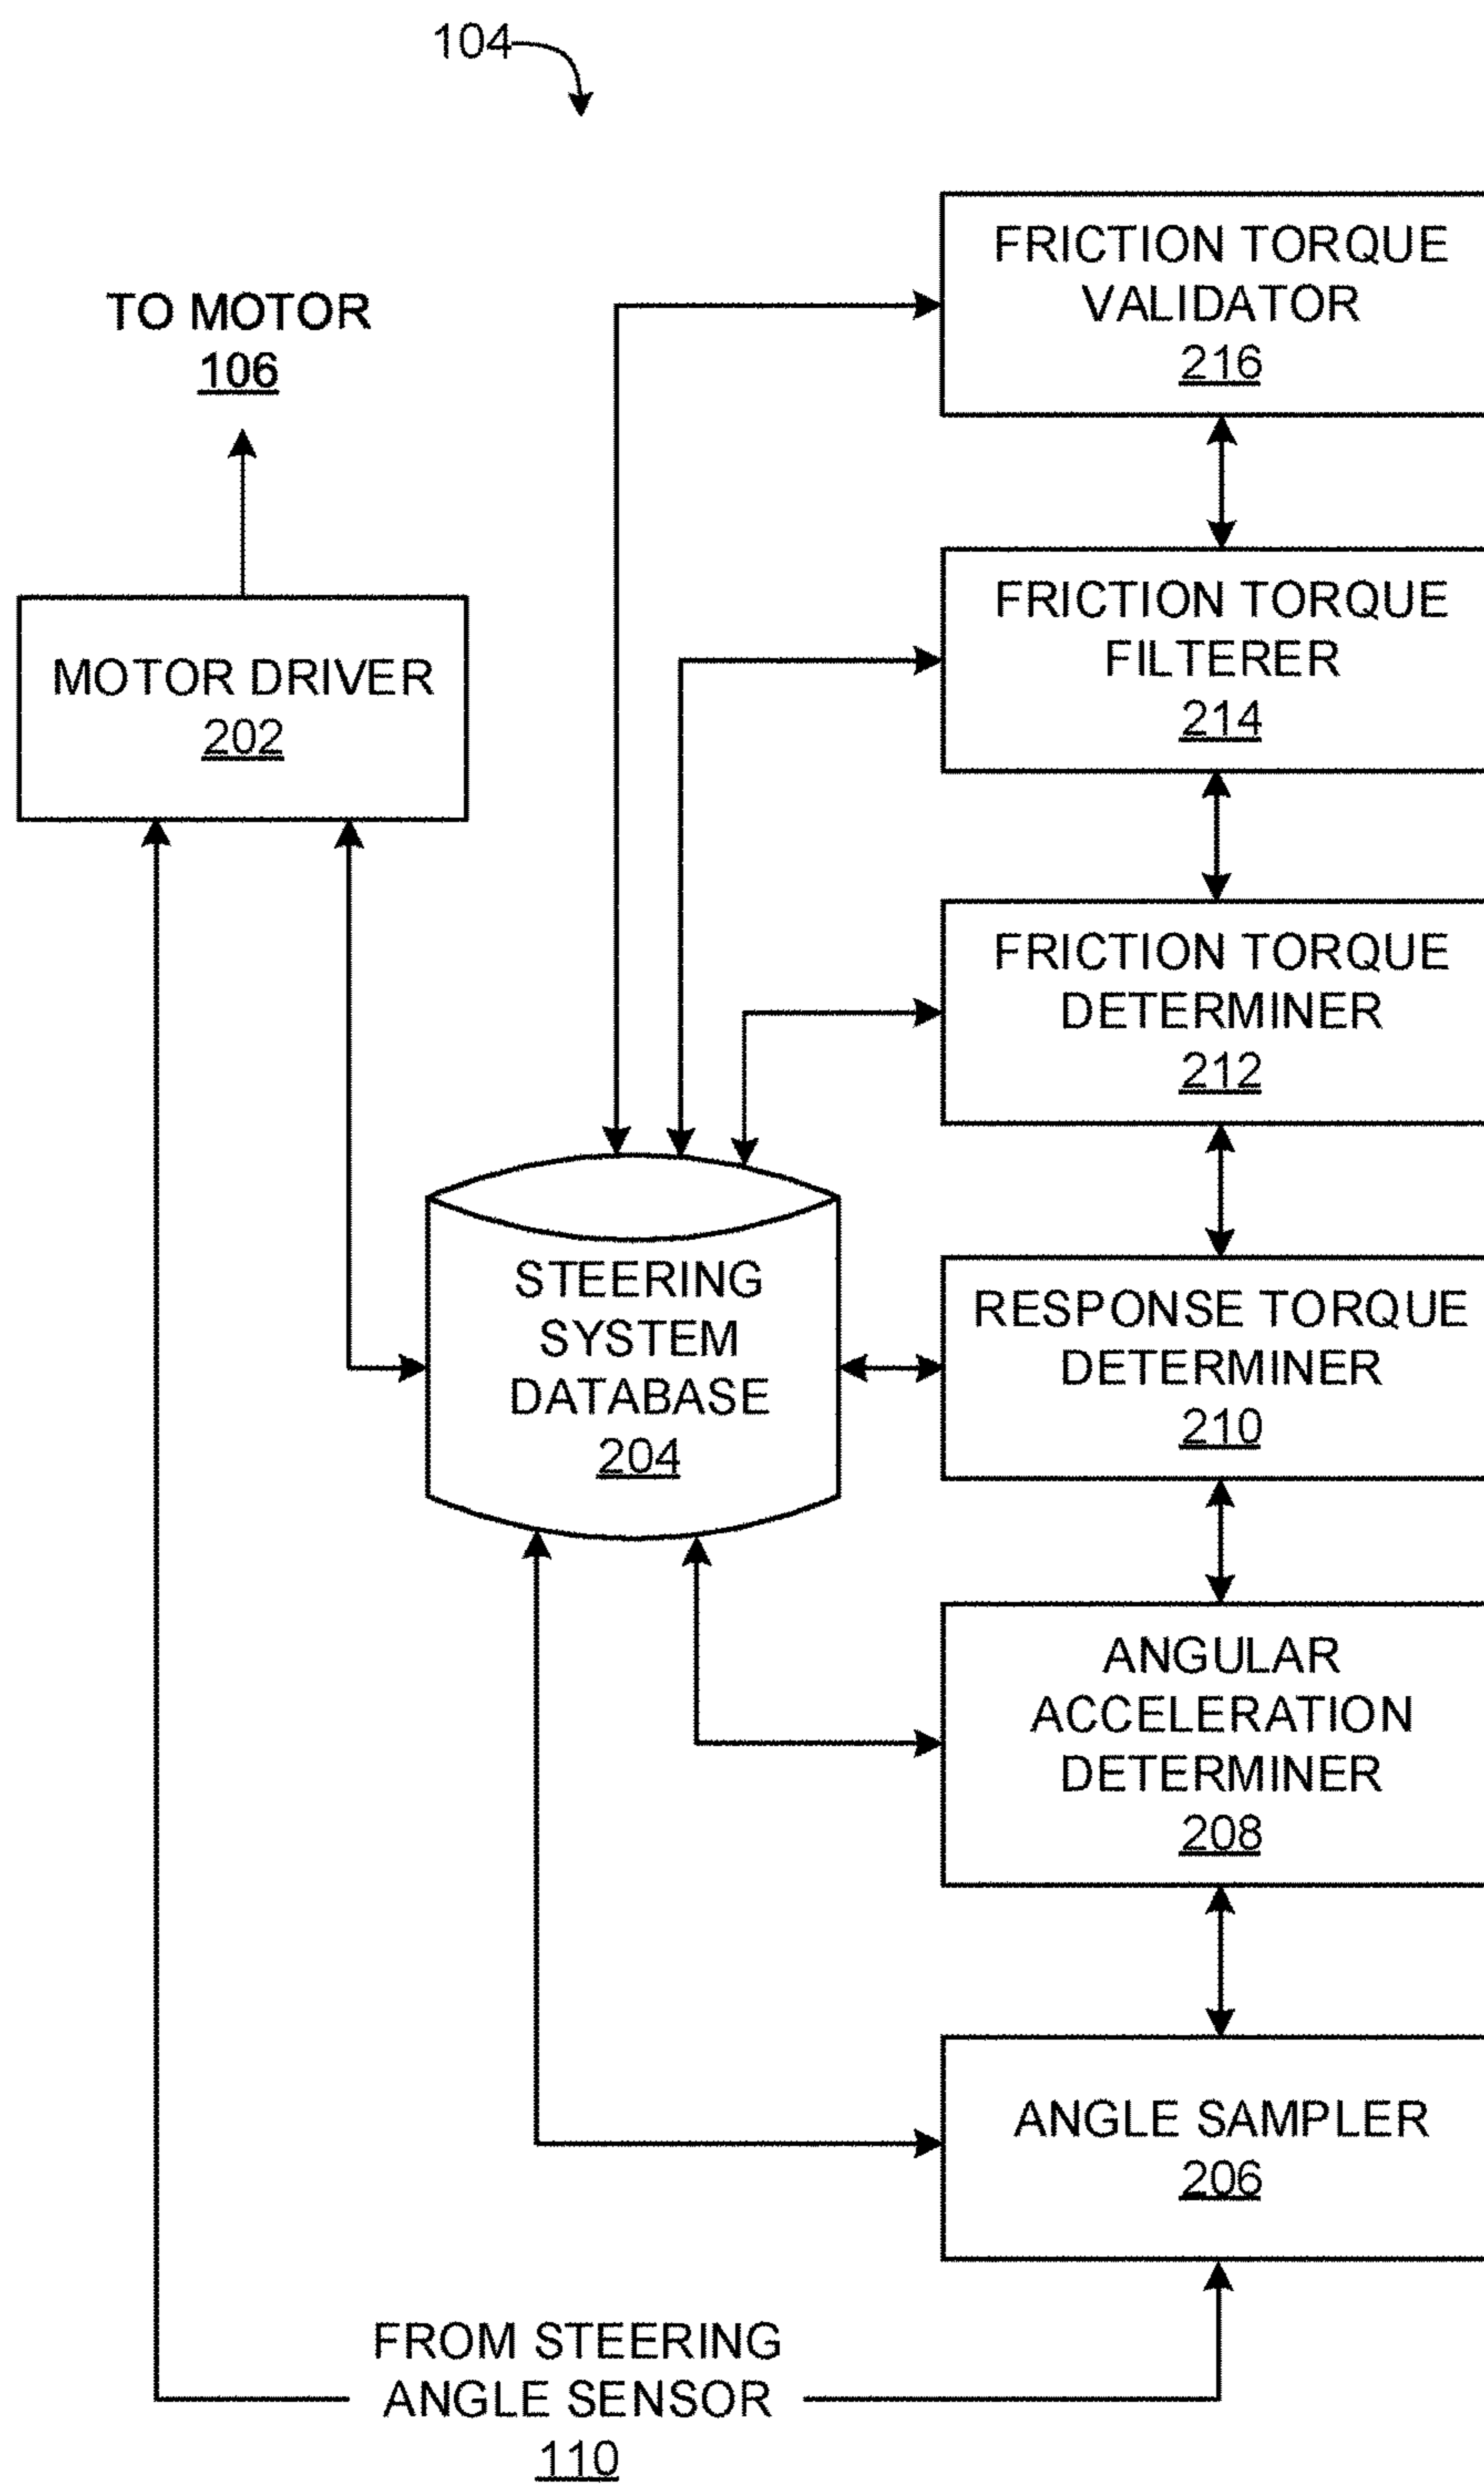 104
FRICTION TORQUE
VALIDATOR
216
TO MOTOR
106
FRICTION TORQUE
FILTERER
214
MOTOR DRIVER
202
FRICTION TORQUE
DETERMINER
212
STEERING
SYSTEM
DATABASE
204
RESPONSE TORQUE
DETERMINER
210
ANGULAR
ACCELERATION
DETERMINER
208
ANGLE SAMPLER
206
FROM STEERING
ANGLE SENSOR
110